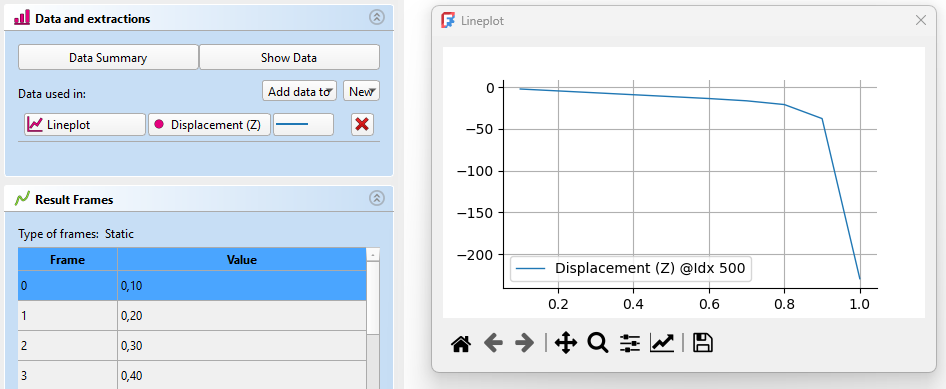 Data and extractions
Data Summary
Show Data
Data used in:
Add data to
New
Lineplot
Displacement (Z)
Result Frames
Type of frames: Static
Frame Value
0 0,10
1 0,20
2 0,30
3 0,40
Lineplot
0
−50
−100
−150
−200
Displacement (Z) @Idx 500
0.2 0.4 0.6 0.8 1.0